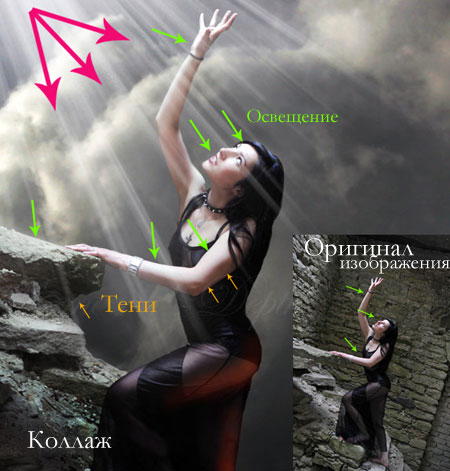 Освещение
Оригинал
изображения
Тени
Коллаж